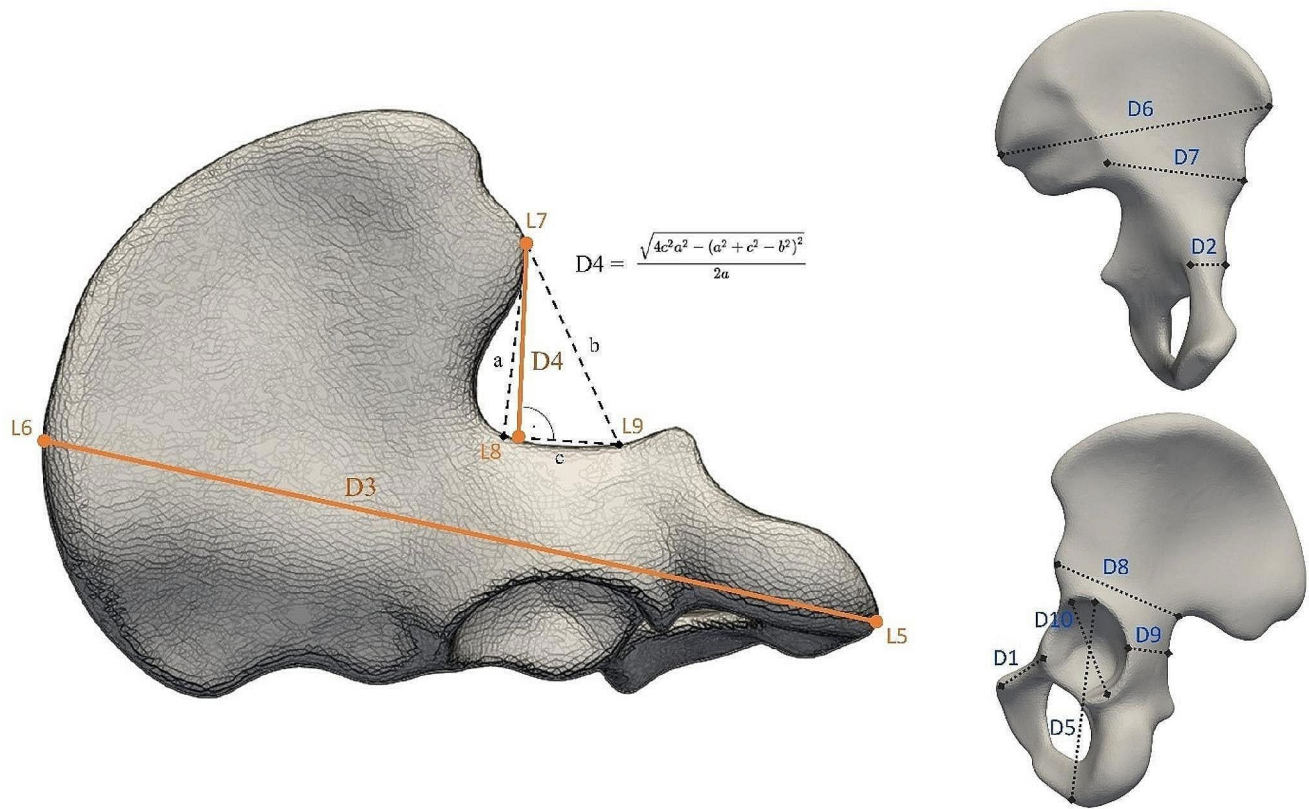 L7
D4 = √4c²a² − (a² + c² − b²)² / 2a
a
D4
b
L6
L8
L9
c
D3
L5
D6
D7
D2
D8
D10
D9
D1
D5